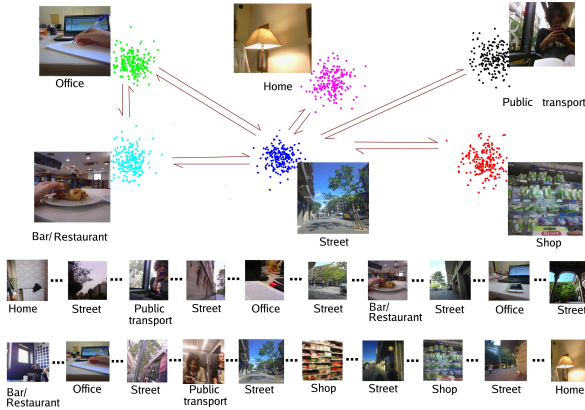 Office
Home
Public transport
Bar/Restaurant
Street
Shop
Home
Street
Public
transport
Street
Office
Street
Bar/
Restaurant
Street
Office
Street
Bar/
Restaurant
Office
Street
Public
transport
Street
Shop
Street
Shop
Street
Home